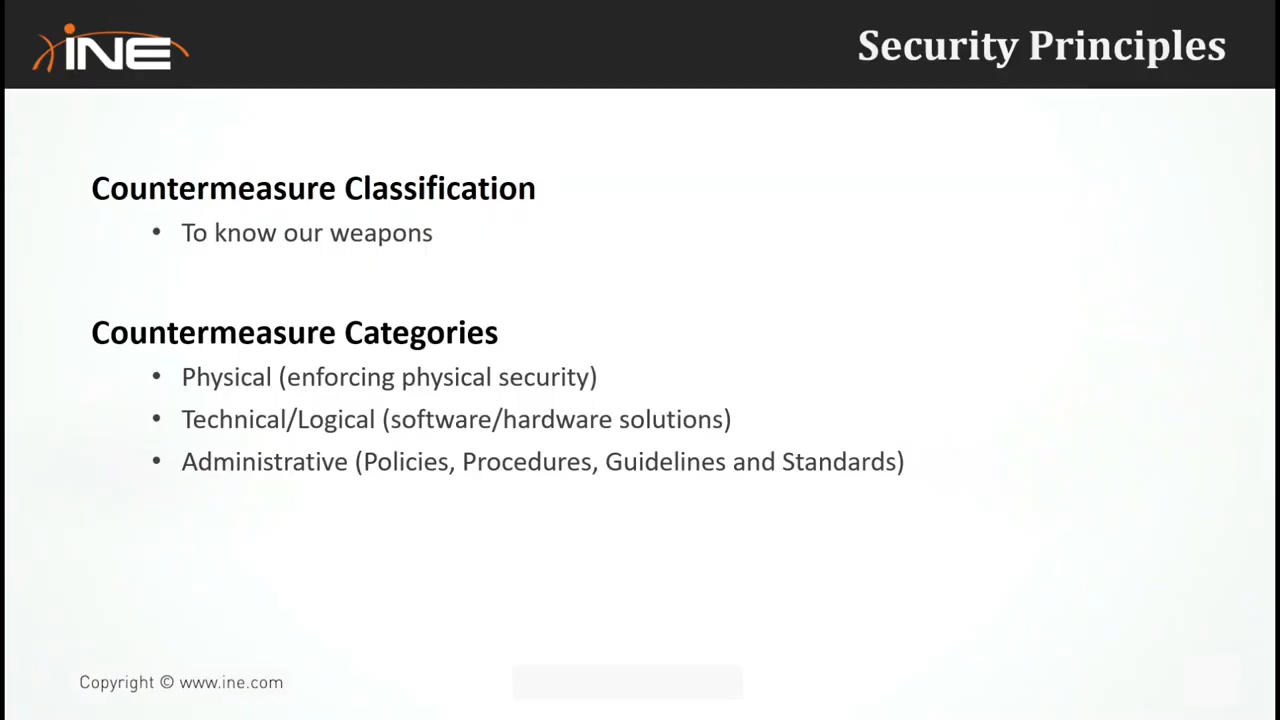 INE
Security Principles
Countermeasure Classification
• To know our weapons
Countermeasure Categories
• Physical (enforcing physical security)
• Technical/Logical (software/hardware solutions)
• Administrative (Policies, Procedures, Guidelines and Standards)
Copyright © www.ine.com